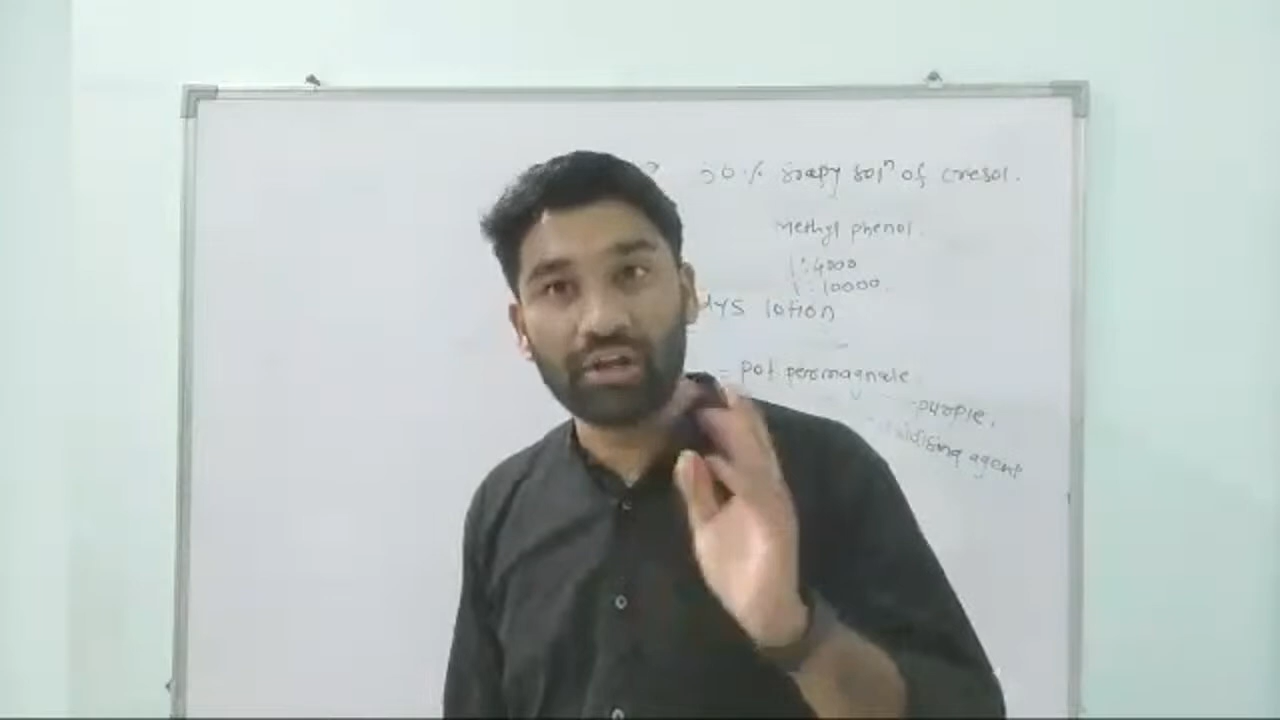 50% soapy solⁿ of cresol.
Methyl phenol.
1:4000
1:10000
lotion
= pot permagnate
purple.
agent